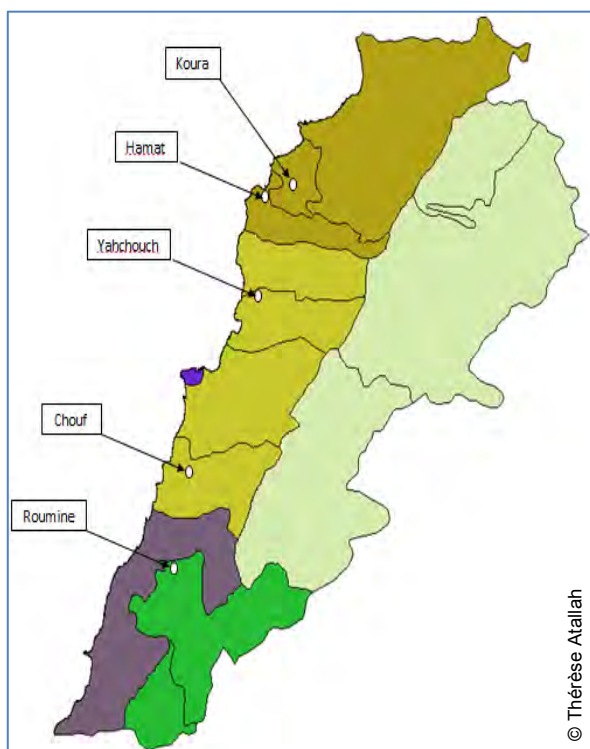 Koura
Hamat
Yahchouch
Chouf
Roumine
© Thérèse Atallah